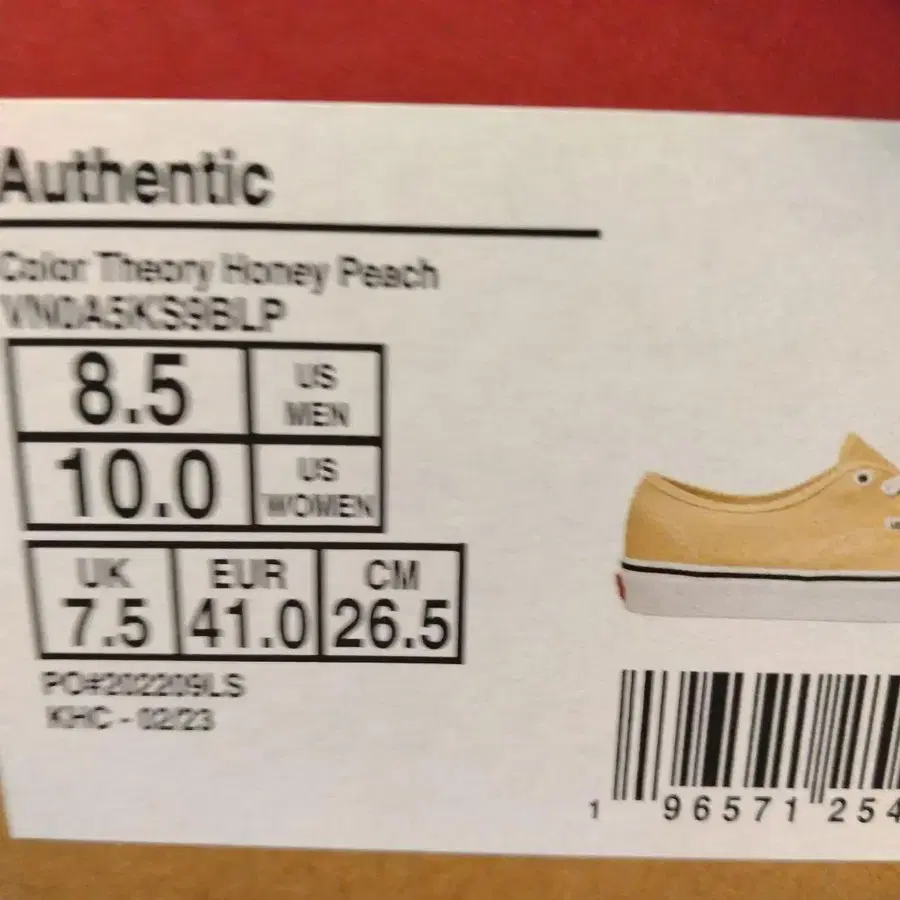 Authentic
Color Theory Honey Peach
VN0A5KS9BLP
8.5 US MEN
10.0 US WOMEN
UK EUR CM
7.5 41.0 26.5
PO#202209LS
KHC - 02/23
1 96571 254